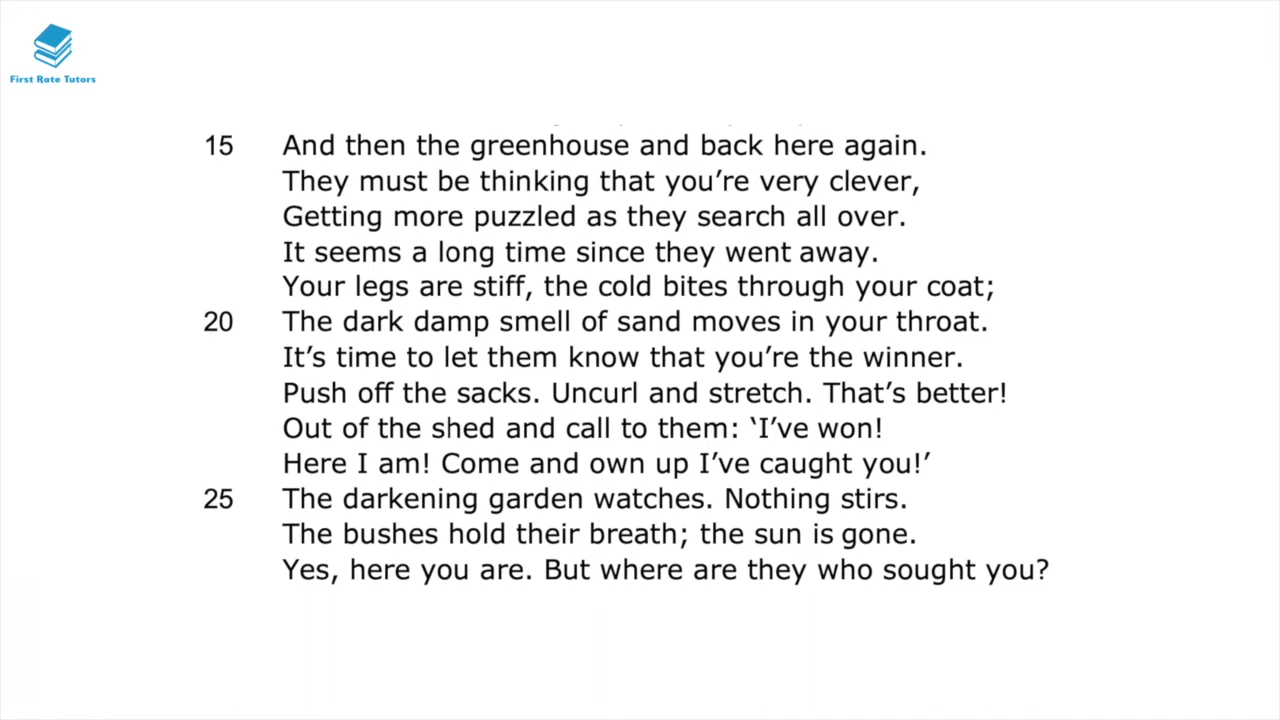 First Rate Tutors
15 And then the greenhouse and back here again.
They must be thinking that you’re very clever,
Getting more puzzled as they search all over.
It seems a long time since they went away.
Your legs are stiff, the cold bites through your coat;
20 The dark damp smell of sand moves in your throat.
It’s time to let them know that you’re the winner.
Push off the sacks. Uncurl and stretch. That’s better!
Out of the shed and call to them: ‘I’ve won!
Here I am! Come and own up I’ve caught you!’
25 The darkening garden watches. Nothing stirs.
The bushes hold their breath; the sun is gone.
Yes, here you are. But where are they who sought you?